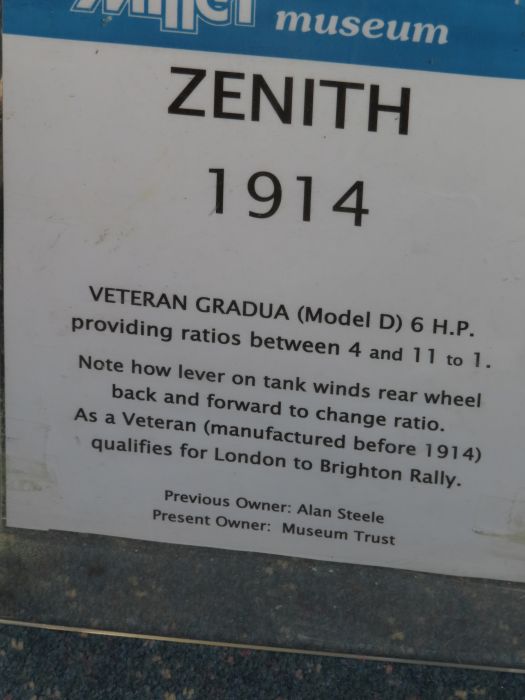 museum
ZENITH
1914
VETERAN GRADUA (Model D) 6 H.P.
providing ratios between 4 and 11 to 1.
Note how lever on tank winds rear wheel
back and forward to change ratio.
As a Veteran (manufactured before 1914)
qualifies for London to Brighton Rally.
Previous Owner: Alan Steele
Present Owner: Museum Trust